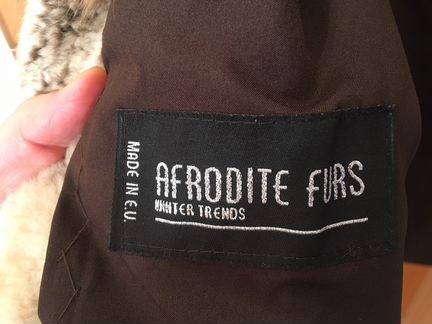 MADE IN E.U.
AFRODITE FURS
WINTER TRENDS